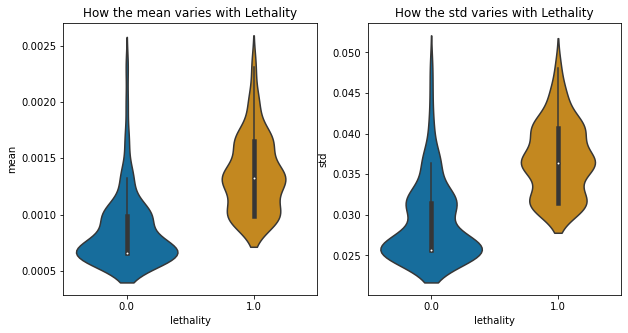 How the mean varies with Lethality
0.0025
0.0020
0.0015
0.0010
0.0005
mean
0.0
1.0
lethality
How the std varies with Lethality
0.050
0.045
0.040
0.035
0.030
0.025
std
0.0
1.0
lethality